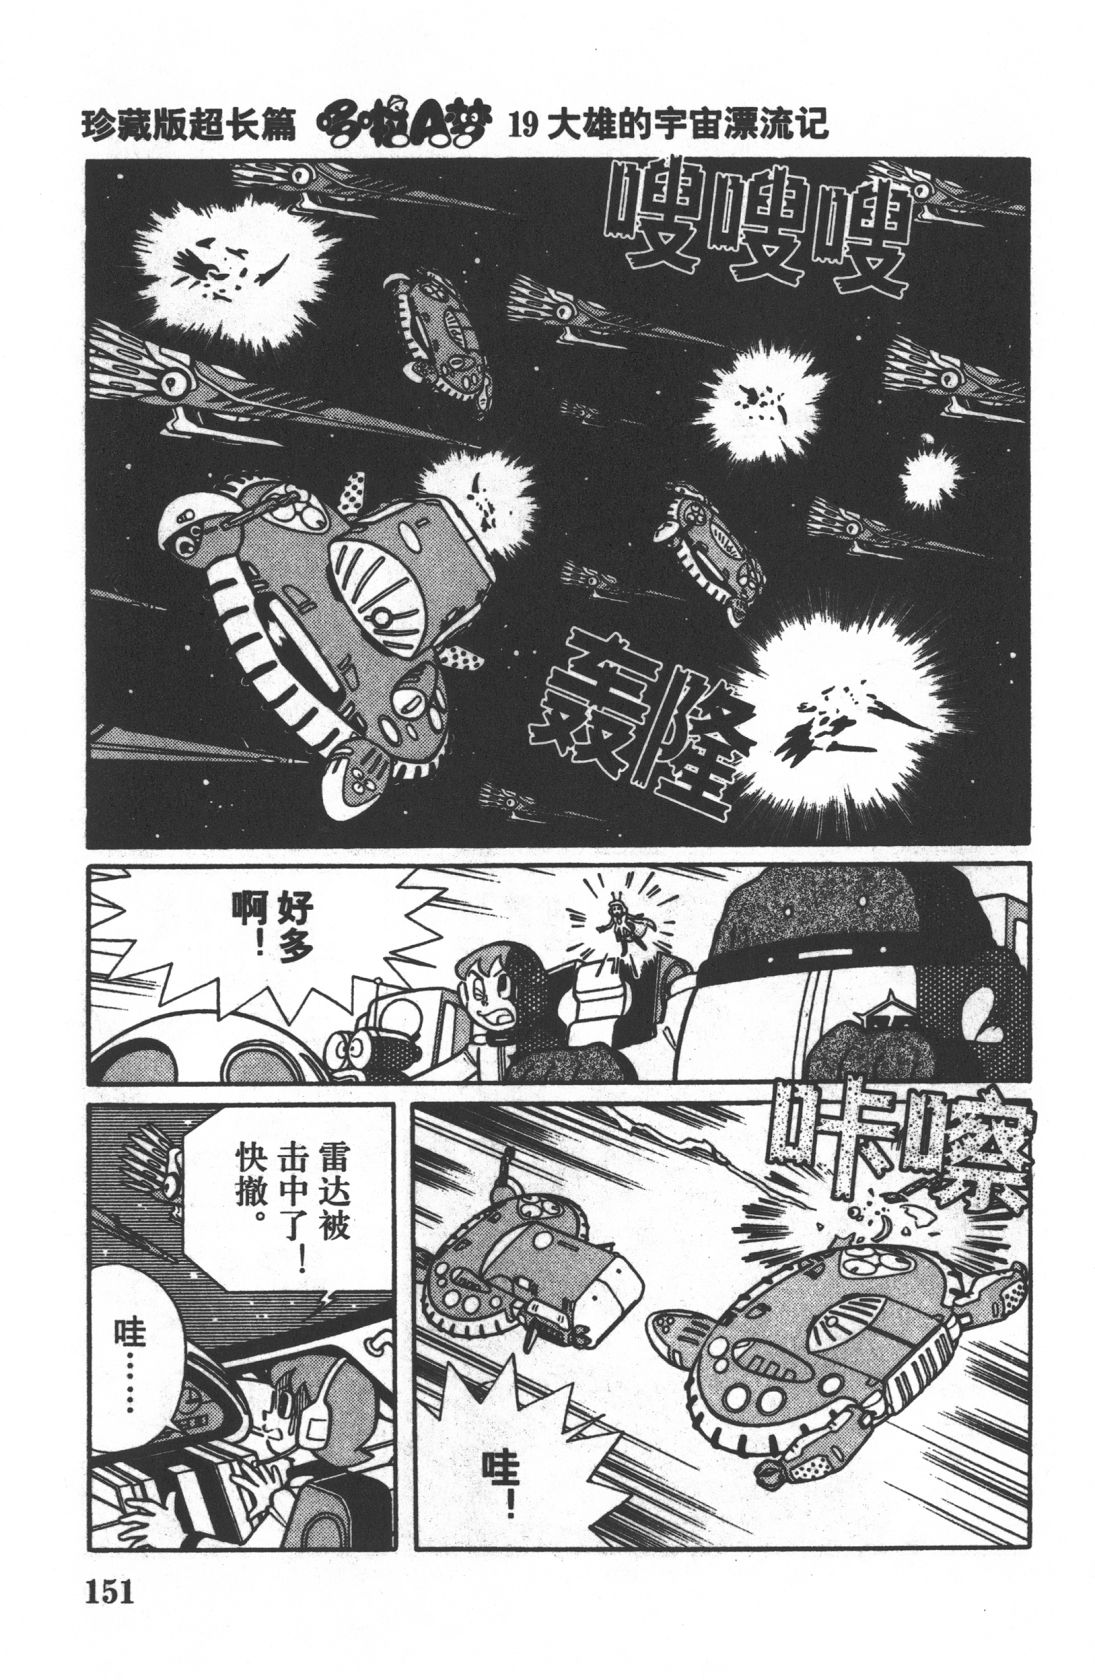 珍藏版超长篇 哆啦A梦 19 大雄的宇宙漂流记
嗖嗖嗖
轰隆
好多
啊！
咔嚓
哇！
雷达被
击中了！
快撤。
哇……
151